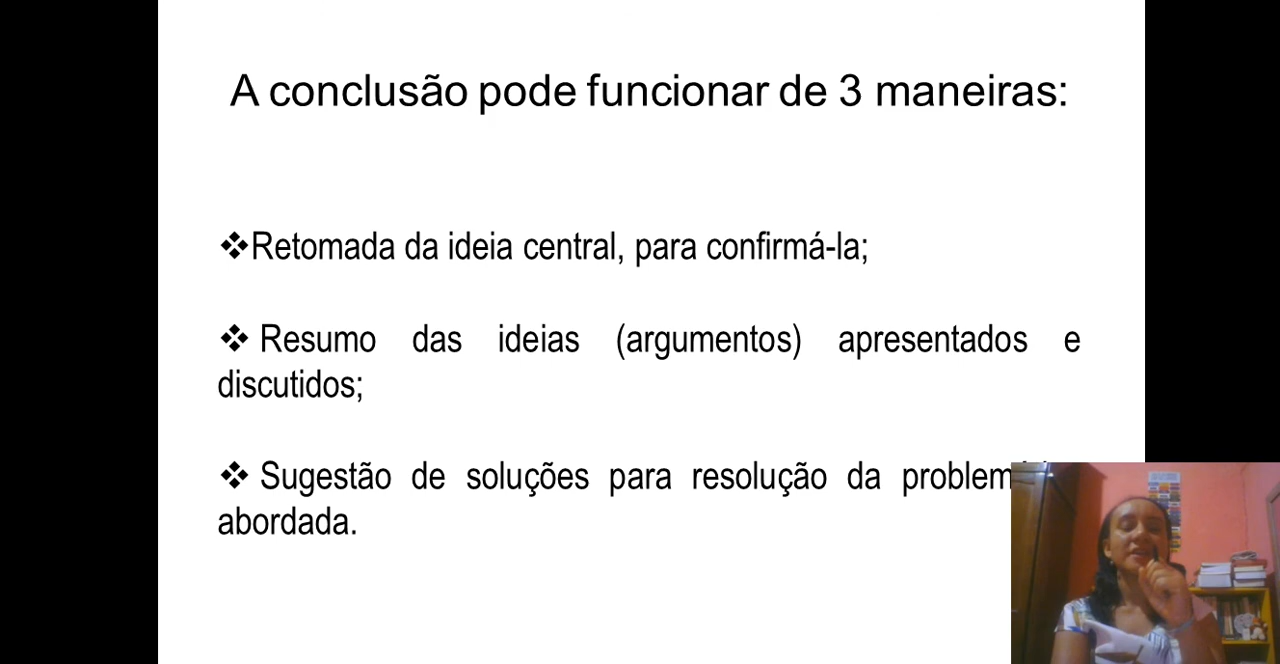 A conclusão pode funcionar de 3 maneiras:
❖Retomada da ideia central, para confirmá-la;
❖ Resumo das ideias (argumentos) apresentados e
discutidos;
❖ Sugestão de soluções para resolução da
abordada.